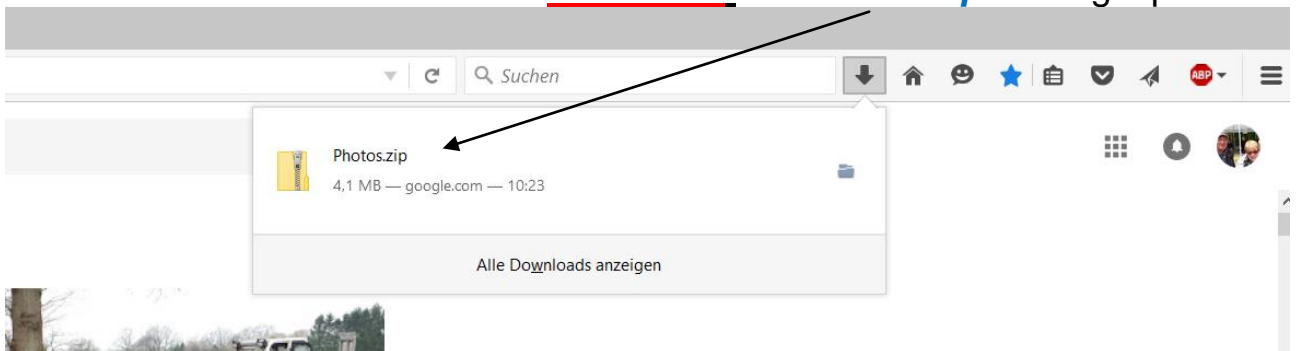 Suchen
ABP
Photos.zip
4,1 MB — google.com — 10:23
Alle Downloads anzeigen